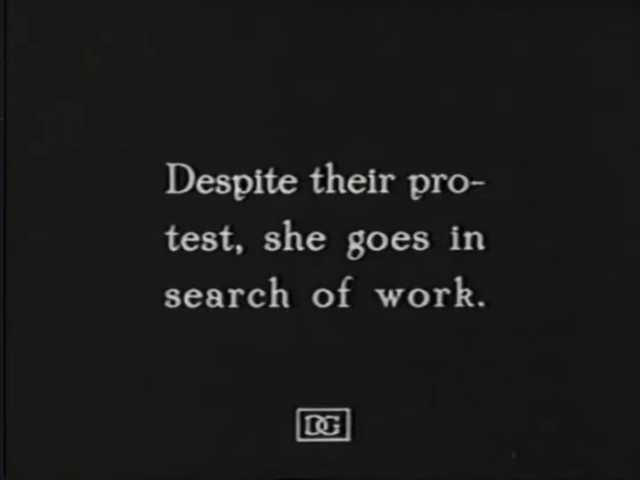 Despite their pro-
test, she goes in
search of work.
DG